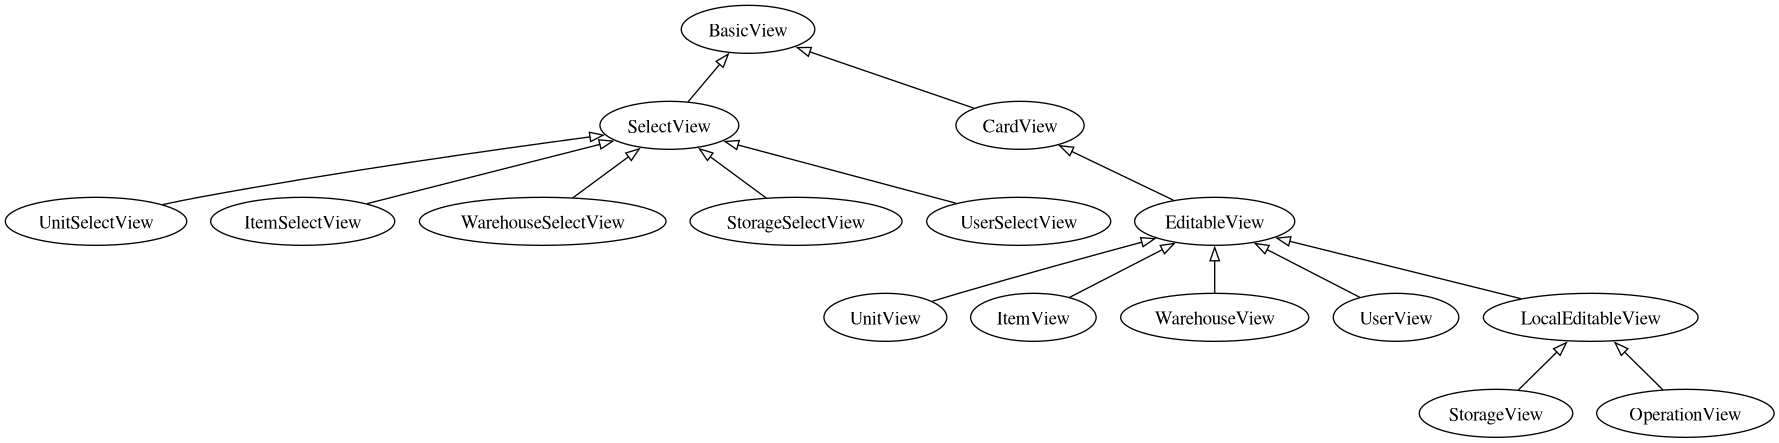 BasicView
SelectView
CardView
UnitSelectView
ItemSelectView
WarehouseSelectView
StorageSelectView
UserSelectView
EditableView
UnitView
ItemView
WarehouseView
UserView
LocalEditableView
StorageView
OperationView